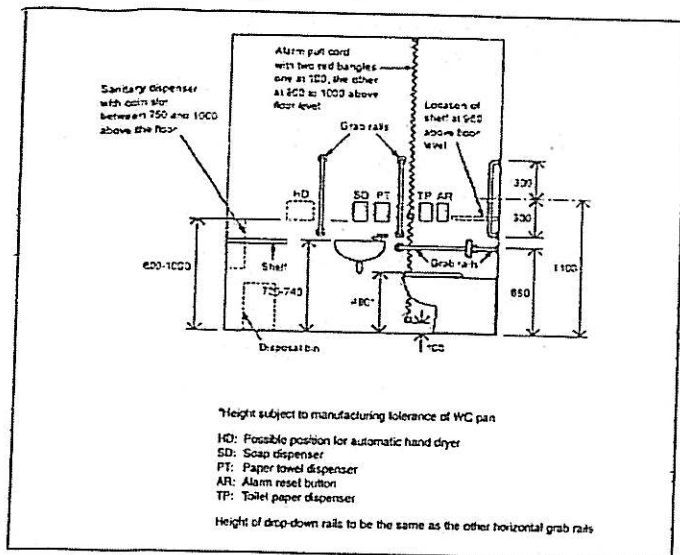 Alarm pull cord
with two red bangles
one at 100, the other
at 800 to 1000 above
floor level
Sanitary dispenser
with coin slot
between 750 and 1000
above the floor
Location of
shelf at 950
above floor
level
Grab rails
HD
SD
PT
TP
AR
300
300
Shelf
Grab rails
720-740
480*
680
1100
Disposal bin
100
*Height subject to manufacturing tolerance of WC pan
HD: Possible position for automatic hand dryer
SD: Soap dispenser
PT: Paper towel dispenser
AR: Alarm reset button
TP: Toilet paper dispenser
Height of drop-down rails to be the same as the other horizontal grab rails